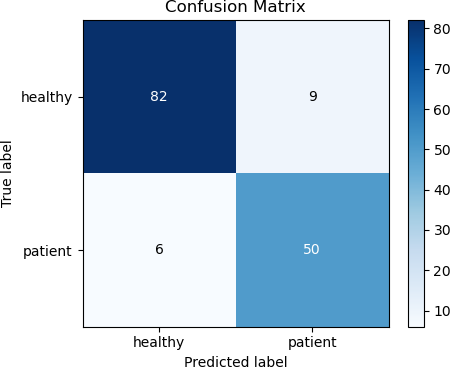 Confusion Matrix
True label
healthy
patient
82
9
6
50
healthy
patient
Predicted label
80
70
60
50
40
30
20
10